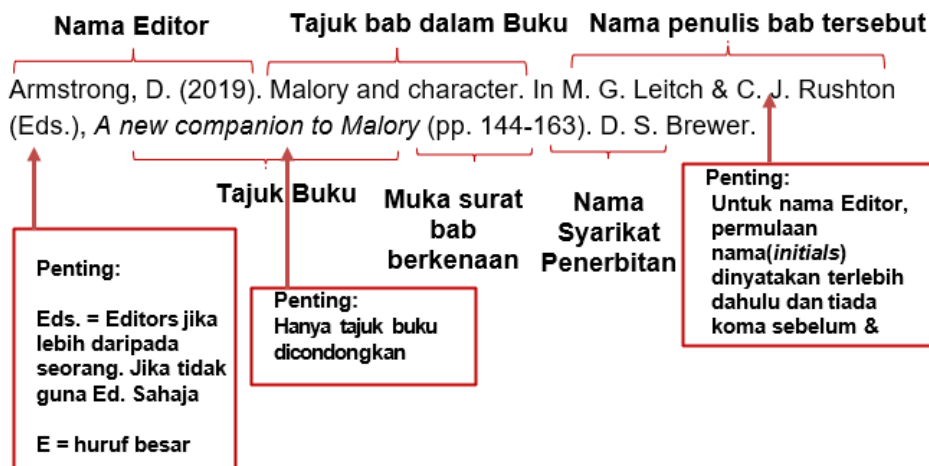 Nama Editor
Tajuk bab dalam Buku
Nama penulis bab tersebut
Armstrong, D. (2019). Malory and character. In M. G. Leitch & C. J. Rushton
(Eds.), A new companion to Malory (pp. 144-163). D. S. Brewer.
Tajuk Buku
Muka surat
bab
berkenaan
Nama
Syarikat
Penerbitan
Penting:
Eds. = Editors jika
lebih daripada
seorang. Jika tidak
guna Ed. Sahaja
E = huruf besar
Penting:
Hanya tajuk buku
dicondongkan
Penting:
Untuk nama Editor,
permulaan
nama(initials)
dinyatakan terlebih
dahulu dan tiada
koma sebelum &